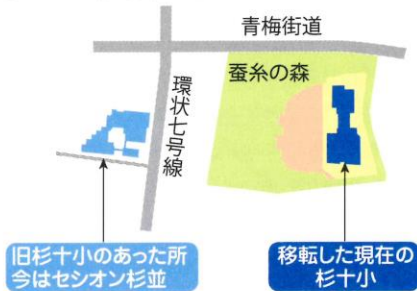 青梅街道
蚕糸の森
環状七号線
旧杉十小のあった所
今はセシオン杉並
移転した現在の
杉十小